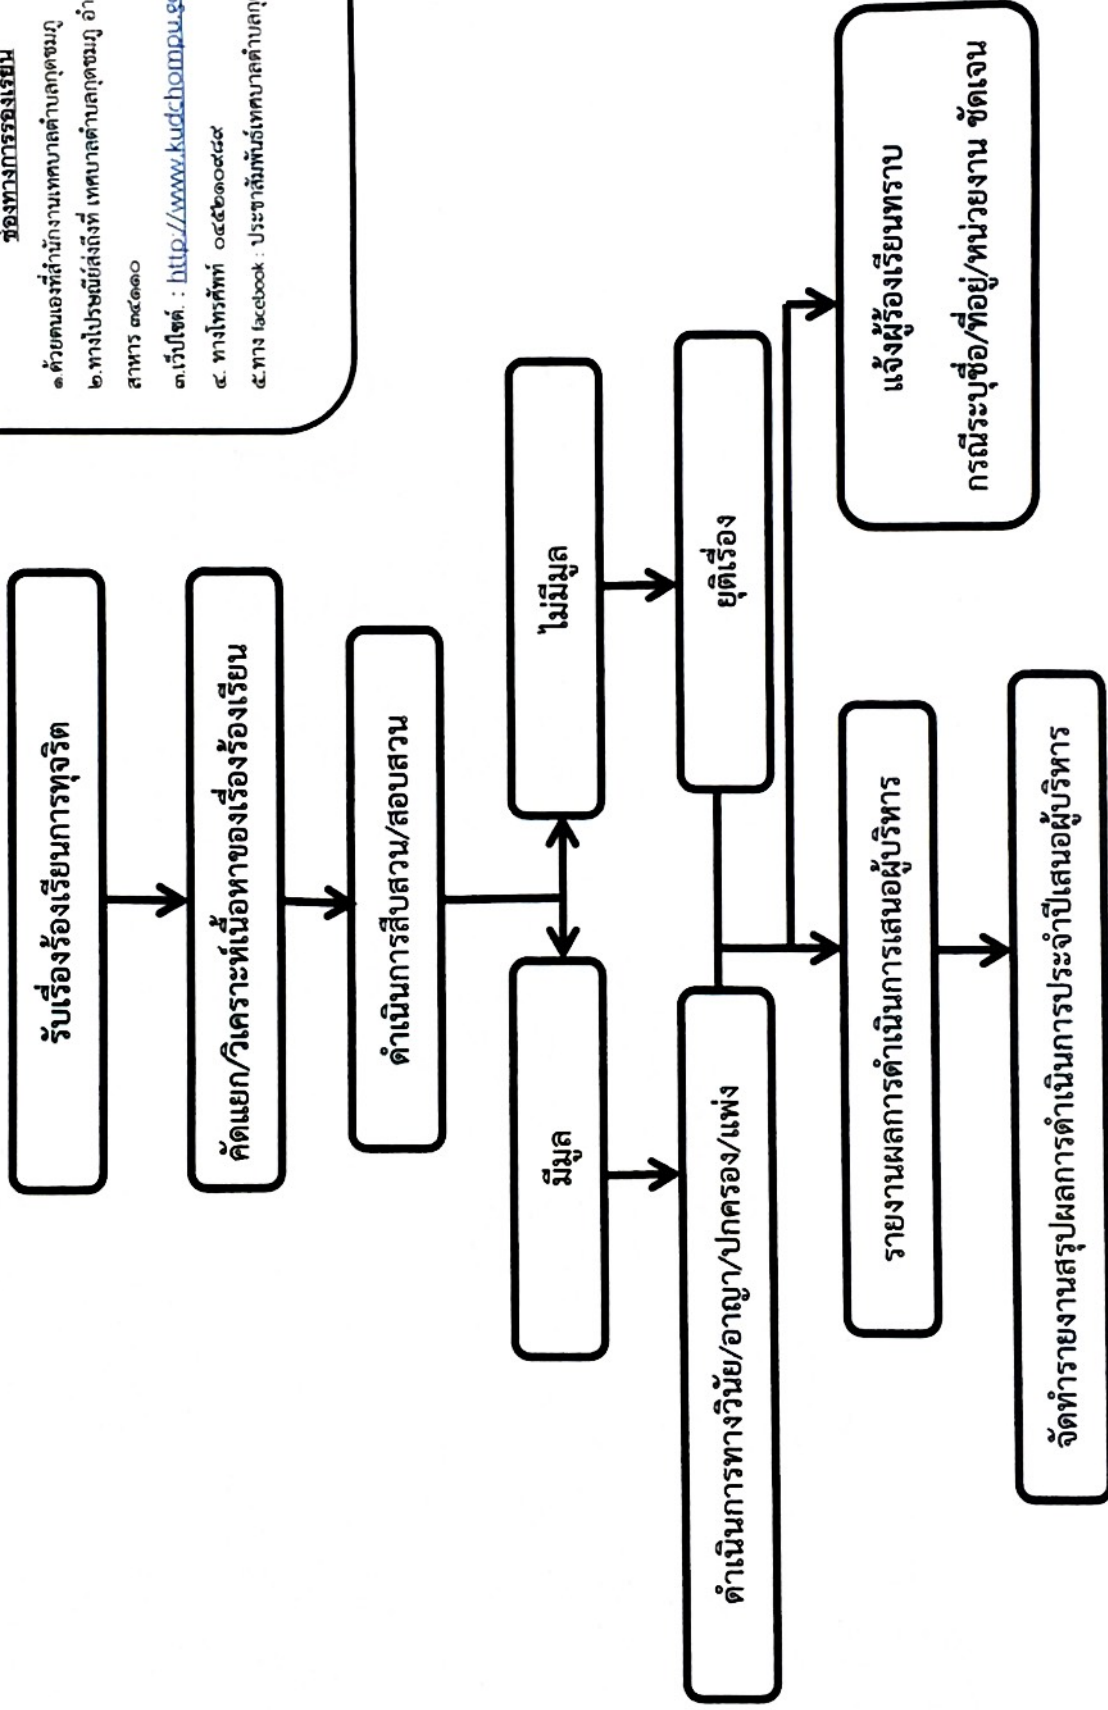 ช่องทางการร้องเรียน
๑.ด้วยตนเองที่สำนักงานเทศบาลตำบลกุดชมภู
๒.ทางไปรษณีย์ส่งถึงที่ เทศบาลตำบลกุดชมภู
สาหาร ๓๔๑๑๐
๓.เว็ปไซต์. : http://www.kudchompu.go
๔. ทางโทรศัพท์ ๐๔๕๒๑๐๙๘๙
๕.ทาง facebook : ประชาสัมพันธ์เทศบาลตำบล
รับเรื่องร้องเรียนการทุจริต
คัดแยก/วิเคราะห์เนื้อหาของเรื่องร้องเรียน
ดำเนินการสืบสวน/สอบสวน
มีมูล
ไม่มีมูล
ดำเนินการทางวินัย/อาญา/ปกครอง/แพ่ง
ยุติเรื่อง
รายงานผลการดำเนินการเสนอผู้บริหาร
แจ้งผู้ร้องเรียนทราบ
กรณีระบุชื่อ/ที่อยู่/หน่วยงาน ชัดเจน
จัดทำรายงานสรุปผลการดำเนินการประจำปีเสนอผู้บริหาร